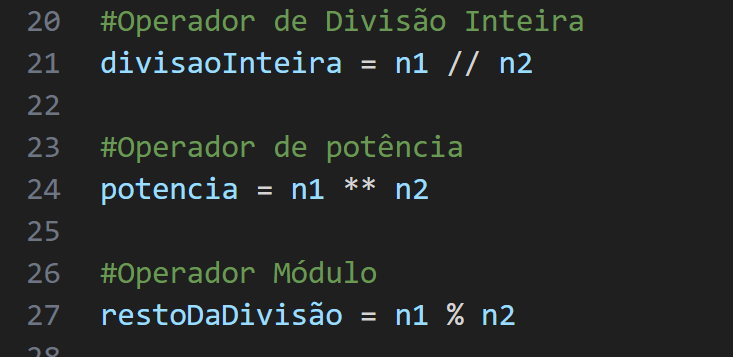 20 #Operador de Divisão Inteira
21 divisaoInteira = n1 // n2
22
23 #Operador de potência
24 potencia = n1 ** n2
25
26 #Operador Módulo
27 restoDaDivisão = n1 % n2
28